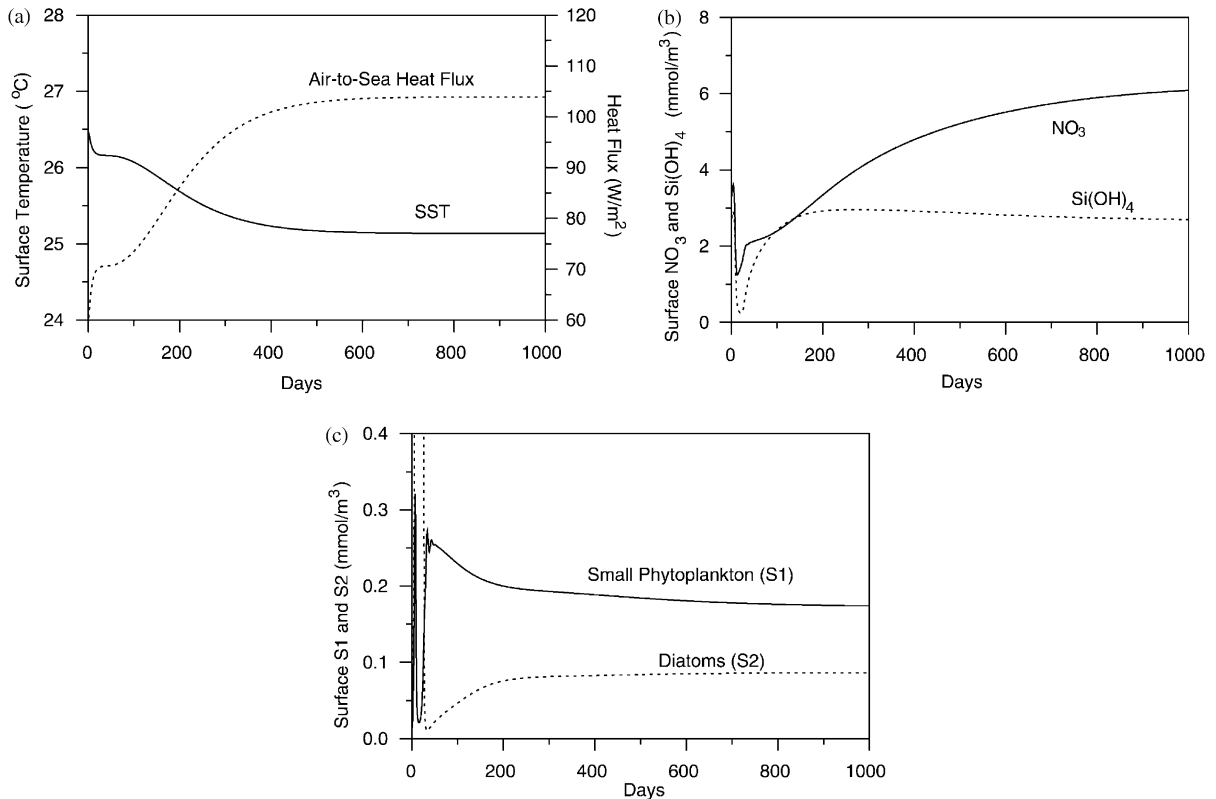 (a)
28
27
26
25
24
Surface Temperature ( °C)
120
110
100
90
80
70
60
Heat Flux (W/m²)
Air-to-Sea Heat Flux
SST
0 200 400 600 800 1000
Days
(b)
8
6
4
2
0
Surface NO₃ and Si(OH)₄ (mmol/m³)
NO₃
Si(OH)₄
0 200 400 600 800 1000
Days
(c)
0.4
0.3
0.2
0.1
0.0
Surface S1 and S2 (mmol/m³)
Small Phytoplankton (S1)
Diatoms (S2)
0 200 400 600 800 1000
Days